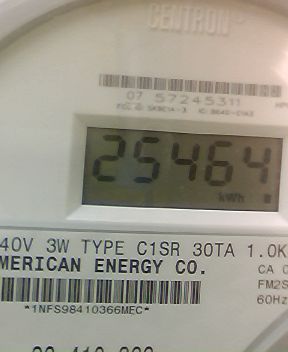 CENTRON
07 57245311
25464
kWh
40V 3W TYPE C1SR 30TA 1.0K
MERICAN ENERGY CO.
CA 0
FM2S
60Hz
*1NFS98410366MEC*